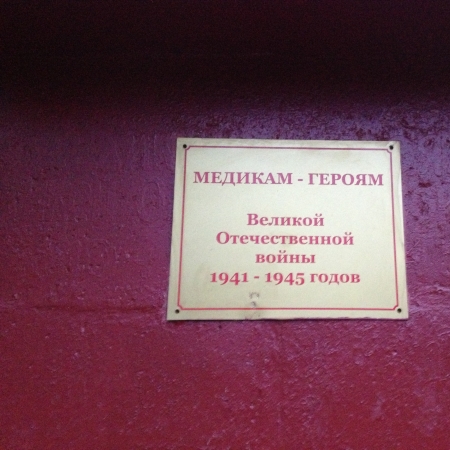 МЕДИКАМ - ГЕРОЯМ
Великой
Отечественной
войны
1941 - 1945 годов